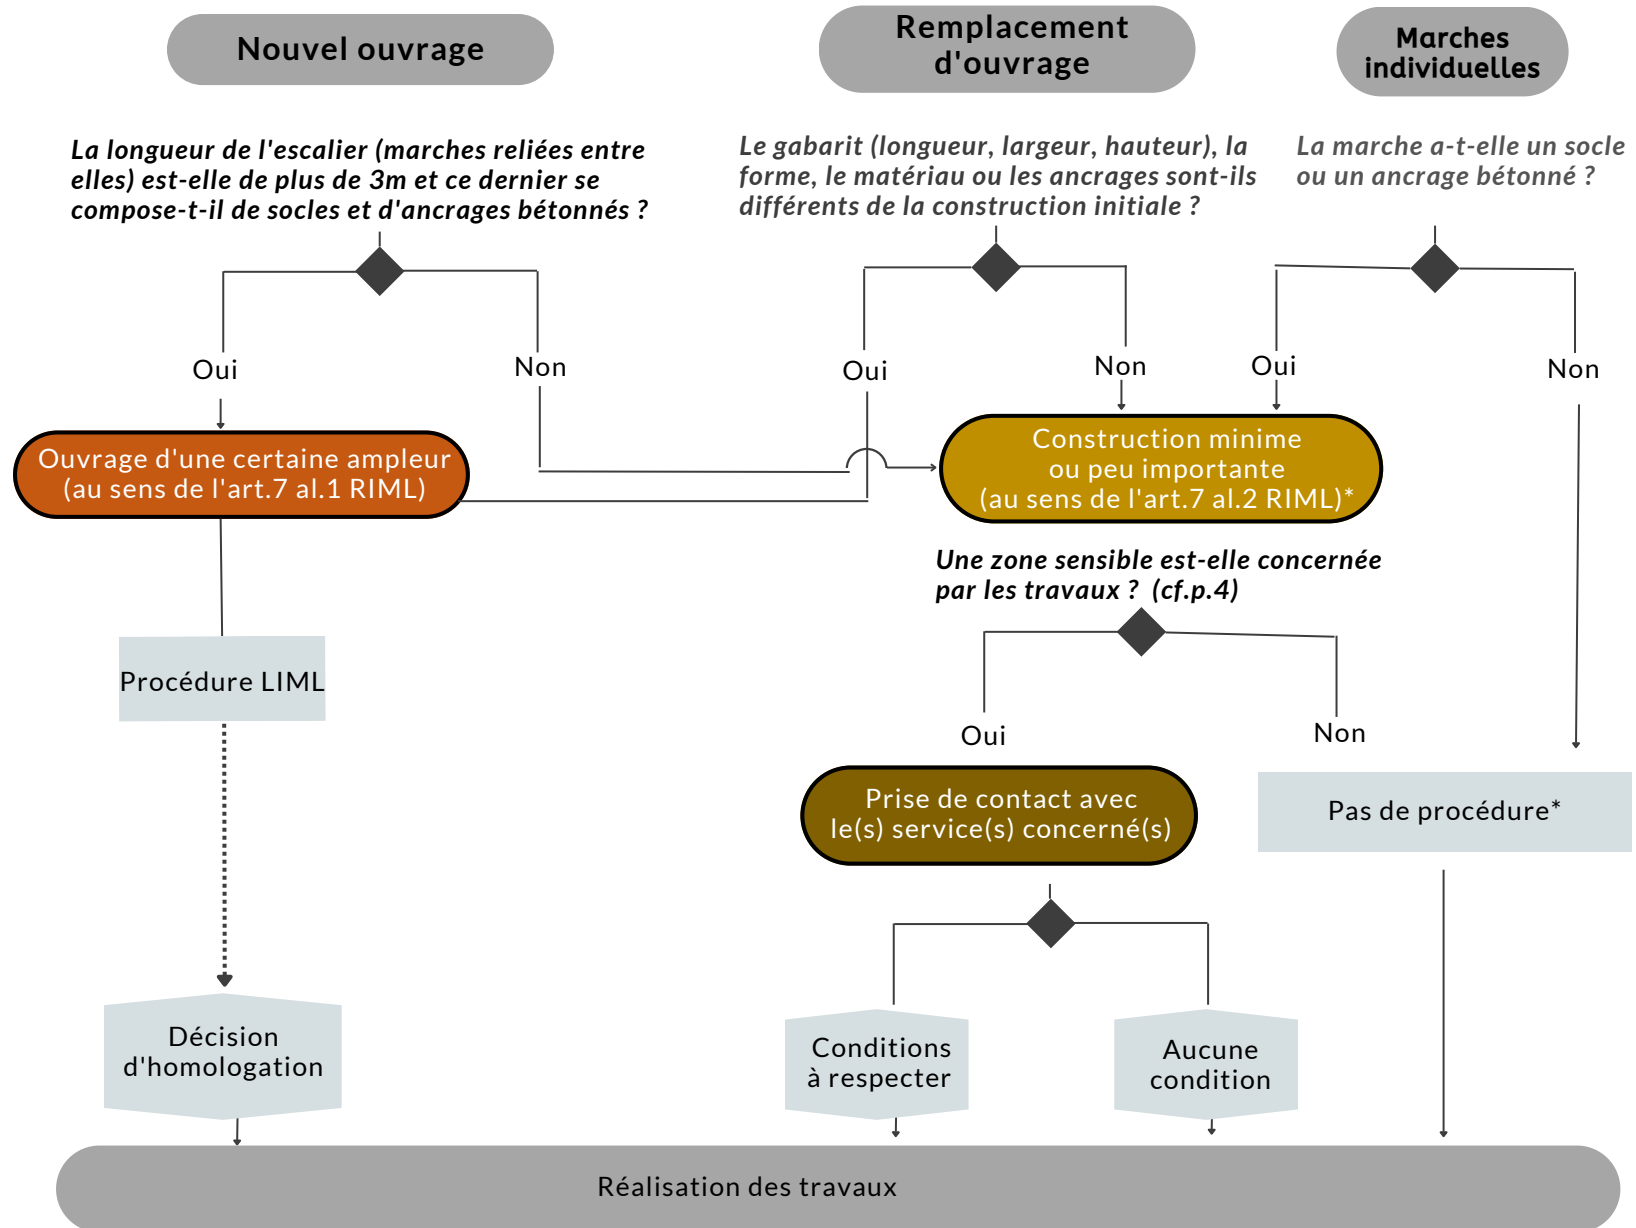 Nouvel ouvrage
Remplacement
d'ouvrage
Marches
individuelles
La longueur de l'escalier (marches reliées entre
elles) est-elle de plus de 3m et ce dernier se
compose-t-il de socles et d'ancrages bétonnés ?
Le gabarit (longueur, largeur, hauteur), la
forme, le matériau ou les ancrages sont-ils
différents de la construction initiale ?
La marche a-t-elle un socle
ou un ancrage bétonné ?
Oui
Non
Oui
Non
Oui
Non
Ouvrage d'une certaine ampleur
(au sens de l'art.7 al.1 RIML)
Construction minime
ou peu importante
(au sens de l'art.7 al.2 RIML)*
Une zone sensible est-elle concernée
par les travaux ? (cf.p.4)
Procédure LIML
Oui
Non
Prise de contact avec
le(s) service(s) concerné(s)
Pas de procédure*
Décision
d'homologation
Conditions
à respecter
Aucune
condition
Réalisation des travaux